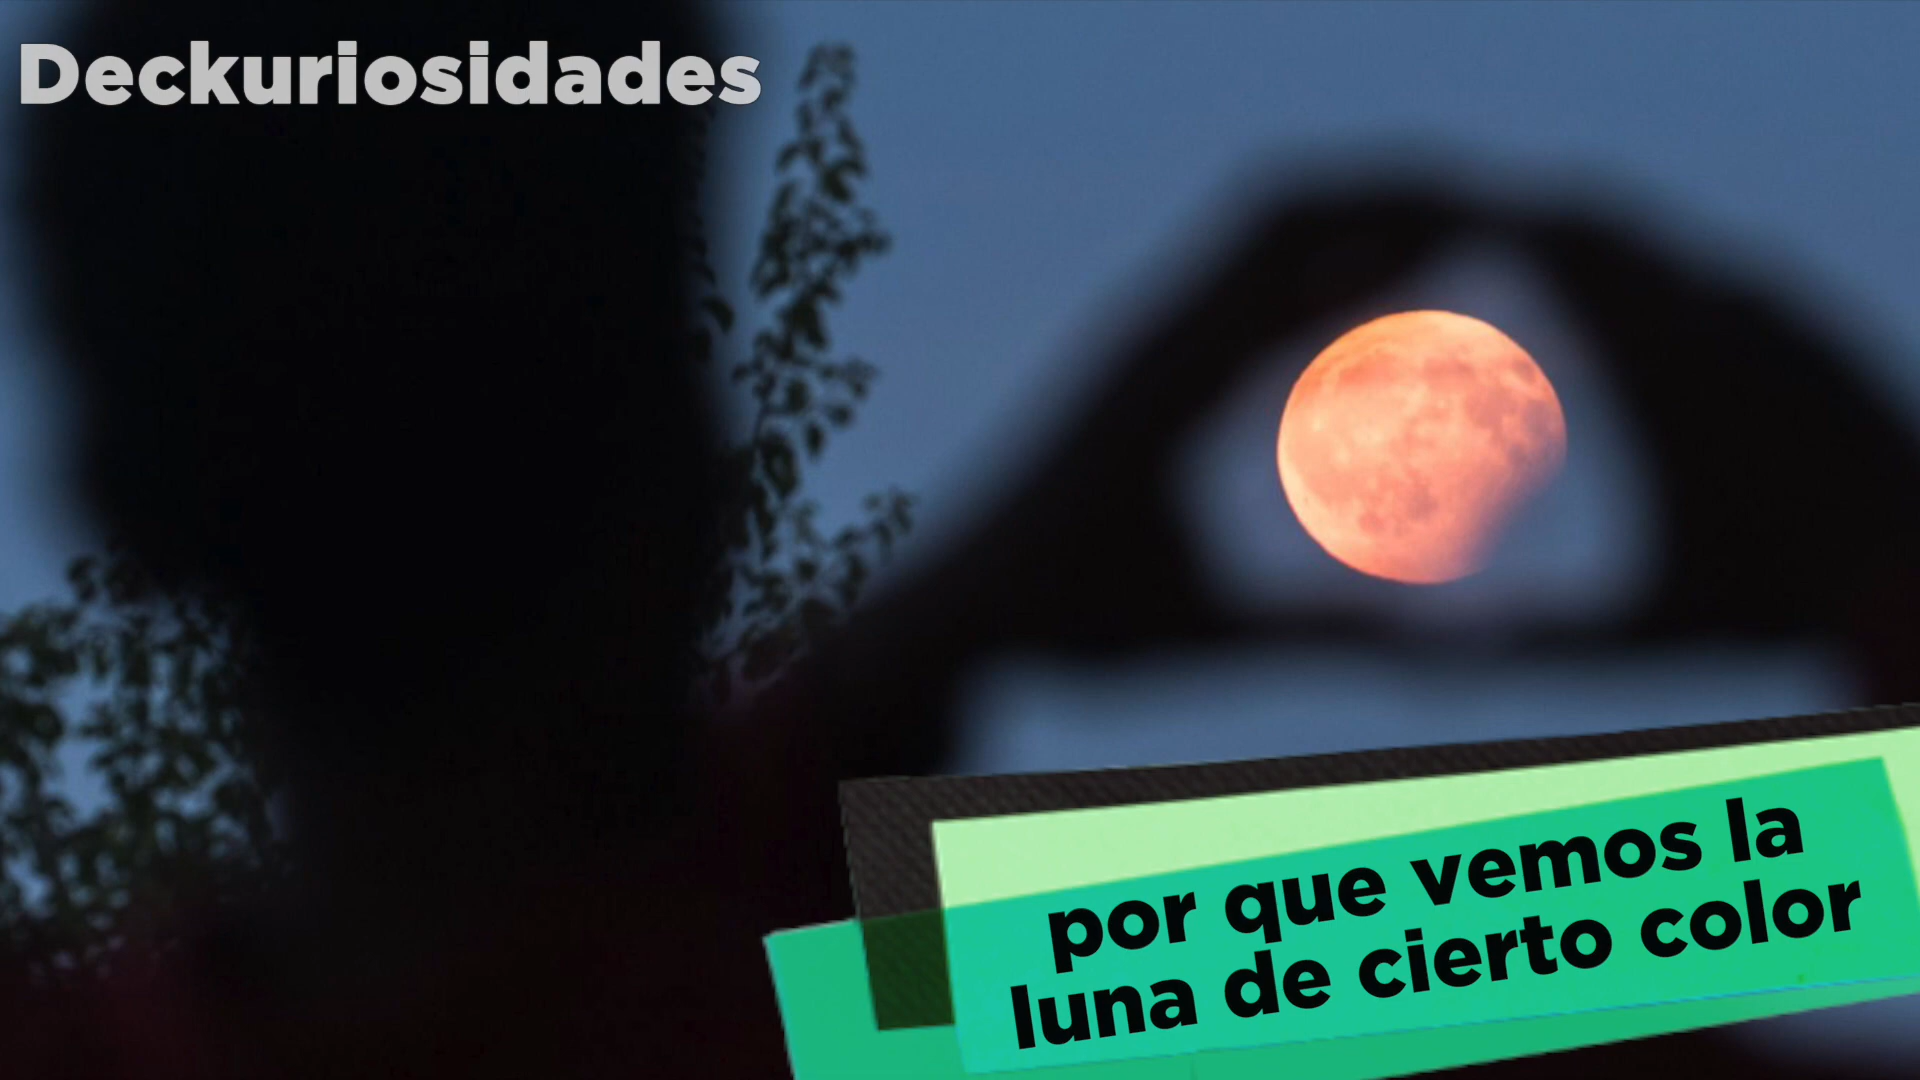 Deckuriosidades
por que vemos la
luna de cierto color